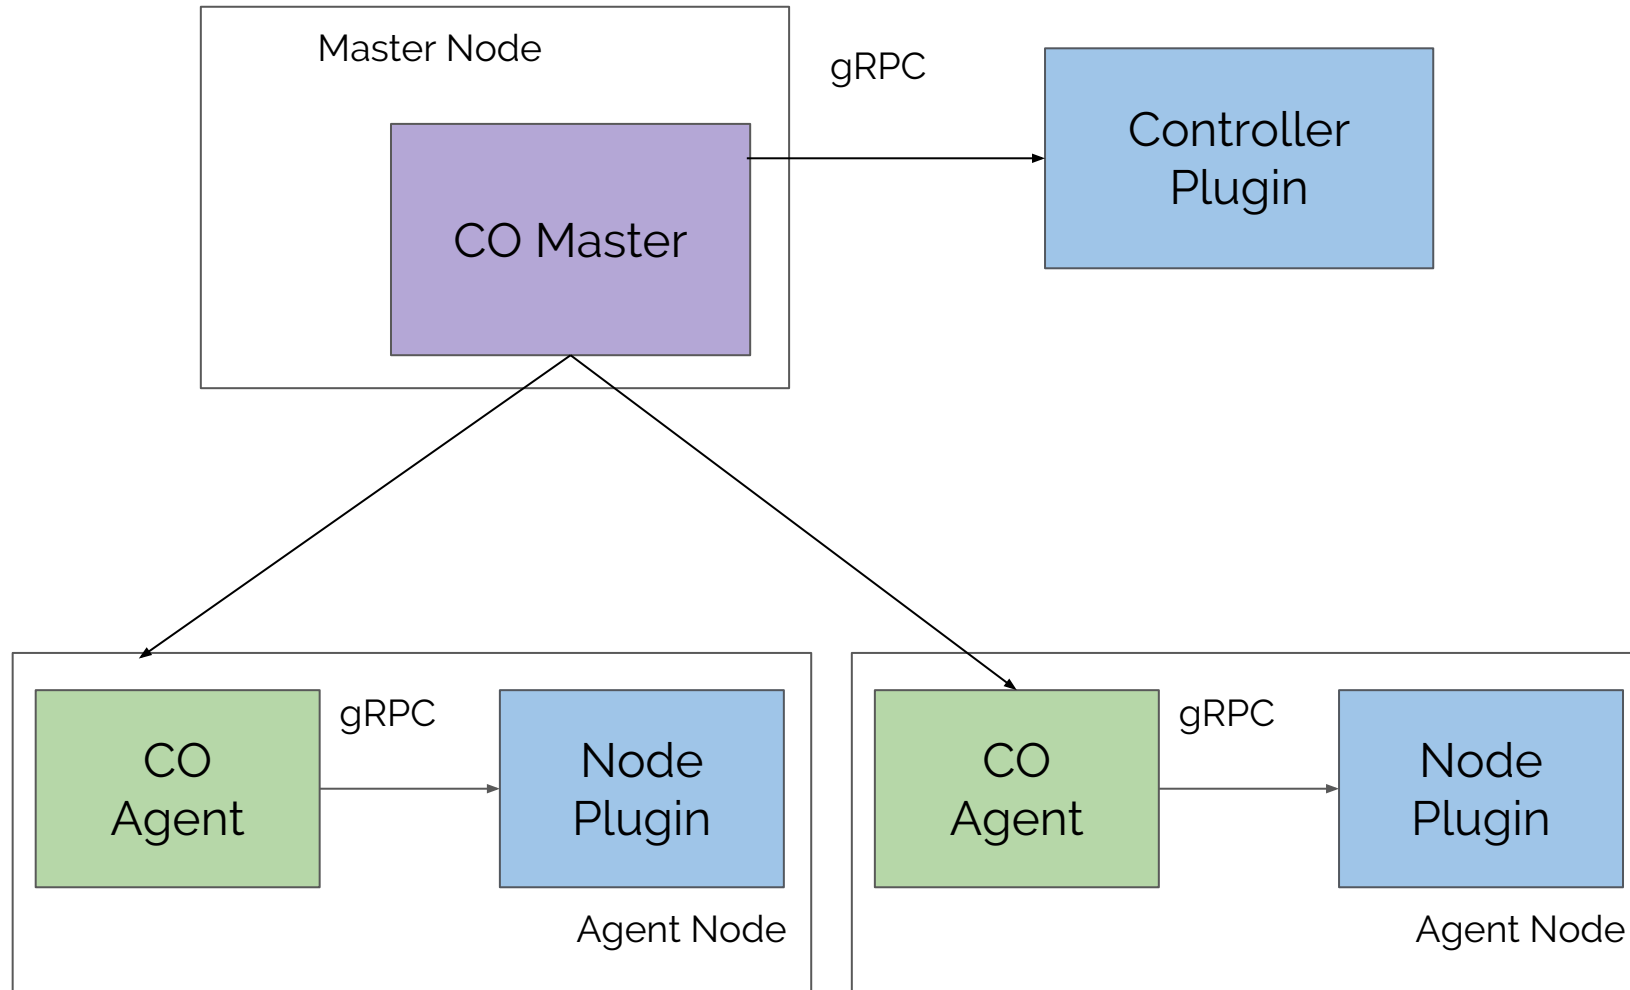 Master Node
gRPC
Controller
Plugin
CO Master
CO
Agent
gRPC
Node
Plugin
Agent Node
CO
Agent
gRPC
Node
Plugin
Agent Node